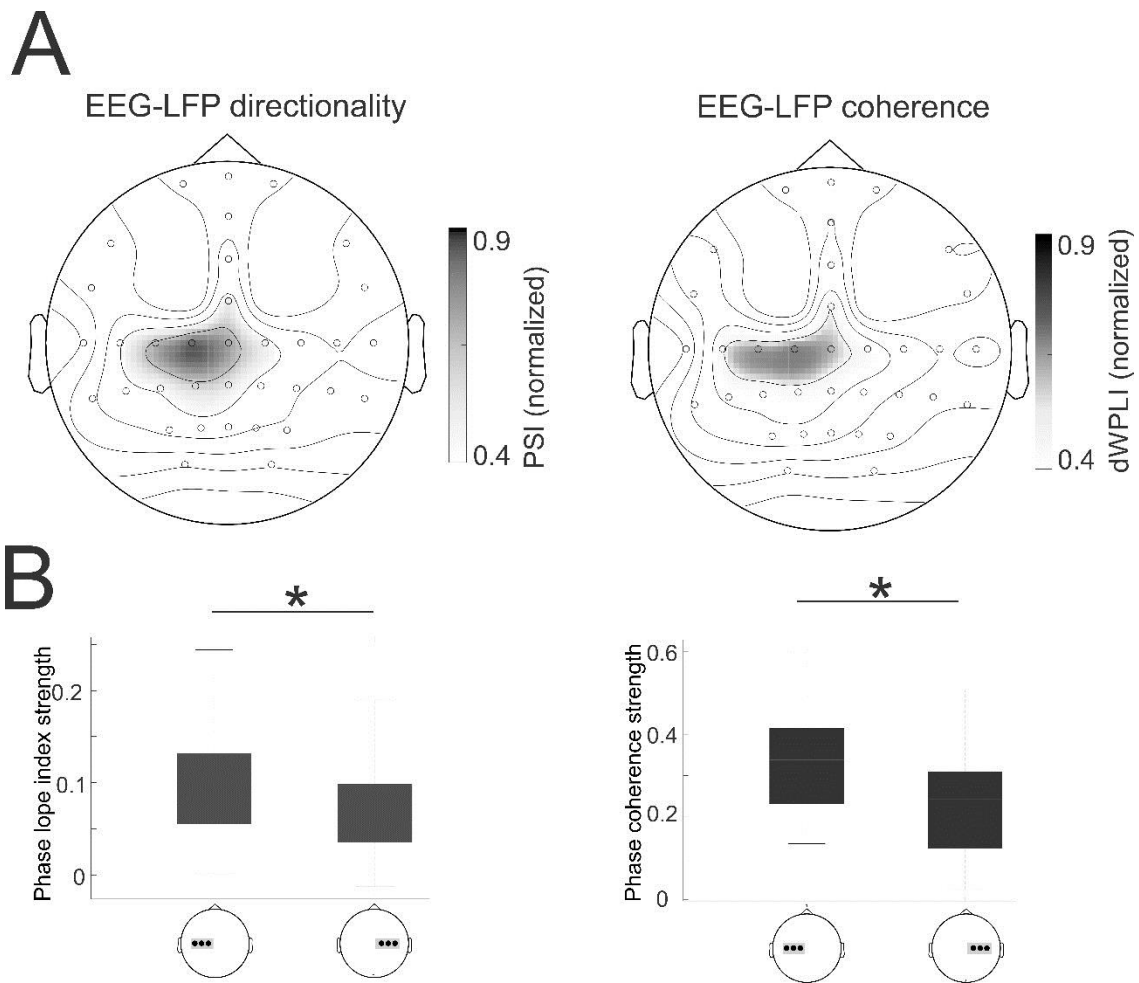 A
EEG-LFP directionality
EEG-LFP coherence
0.9
0.4
PSI (normalized)
0.9
0.4
dWPLI (normalized)
B
*
*
Phase lope index strength
0.2
0.1
0
Phase coherence strength
0.6
0.4
0.2
0